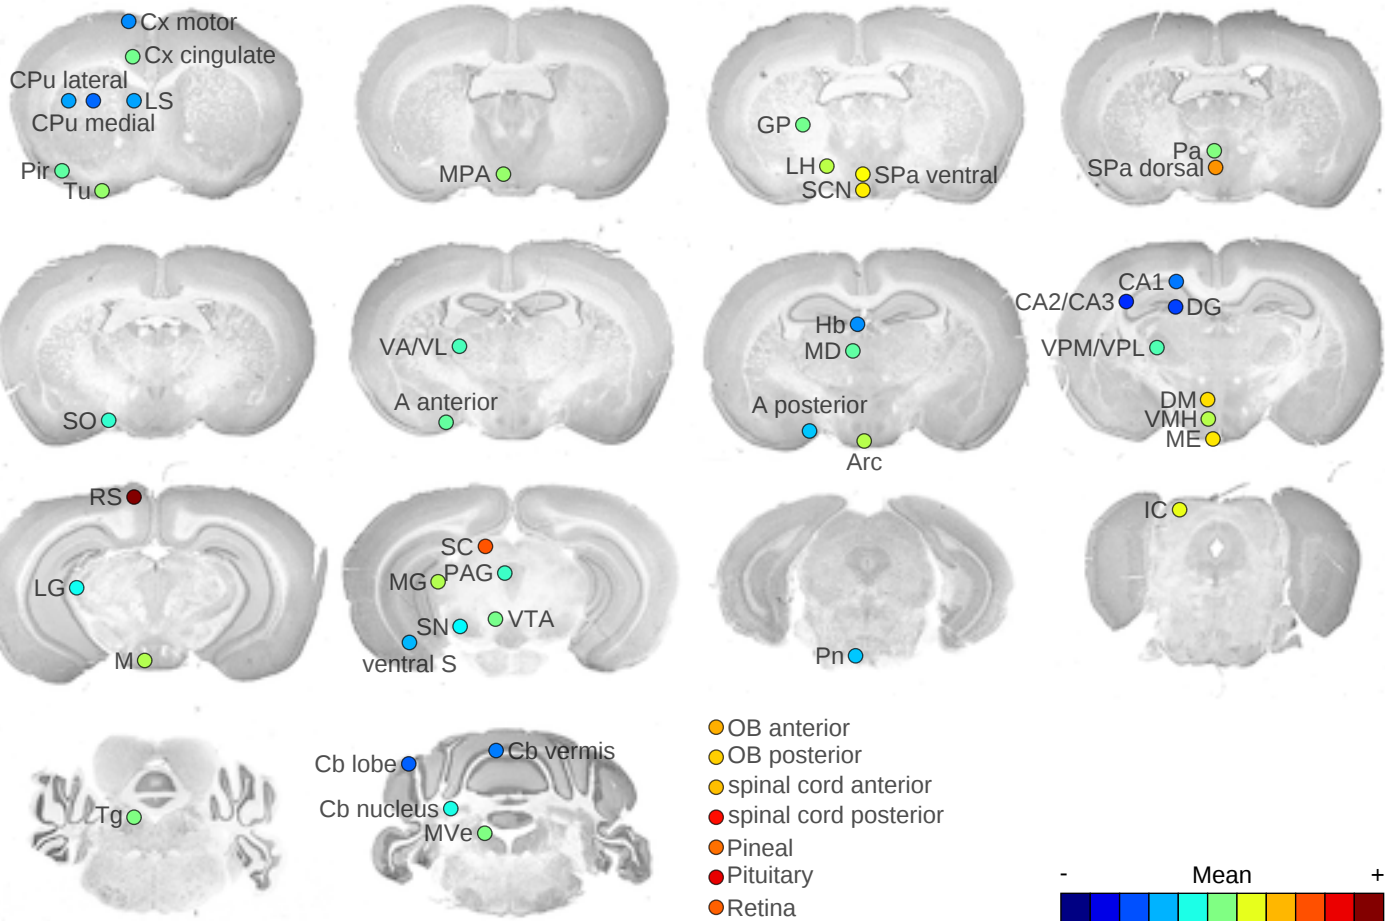 Cx motor
Cx cingulate
CPu lateral
LS
CPu medial
Pir
Tu
MPA
GP
LH
SPa ventral
SCN
Pa
SPa dorsal
SO
VA/VL
A anterior
Hb
MD
A posterior
Arc
CA1
CA2/CA3
DG
VPM/VPL
DM
VMH
ME
RS
LG
M
SC
MG
PAG
SN
VTA
ventral S
Pn
IC
Tg
Cb lobe
Cb vermis
Cb nucleus
MVe
OB anterior
OB posterior
spinal cord anterior
spinal cord posterior
Pineal
Pituitary
Retina
- Mean +